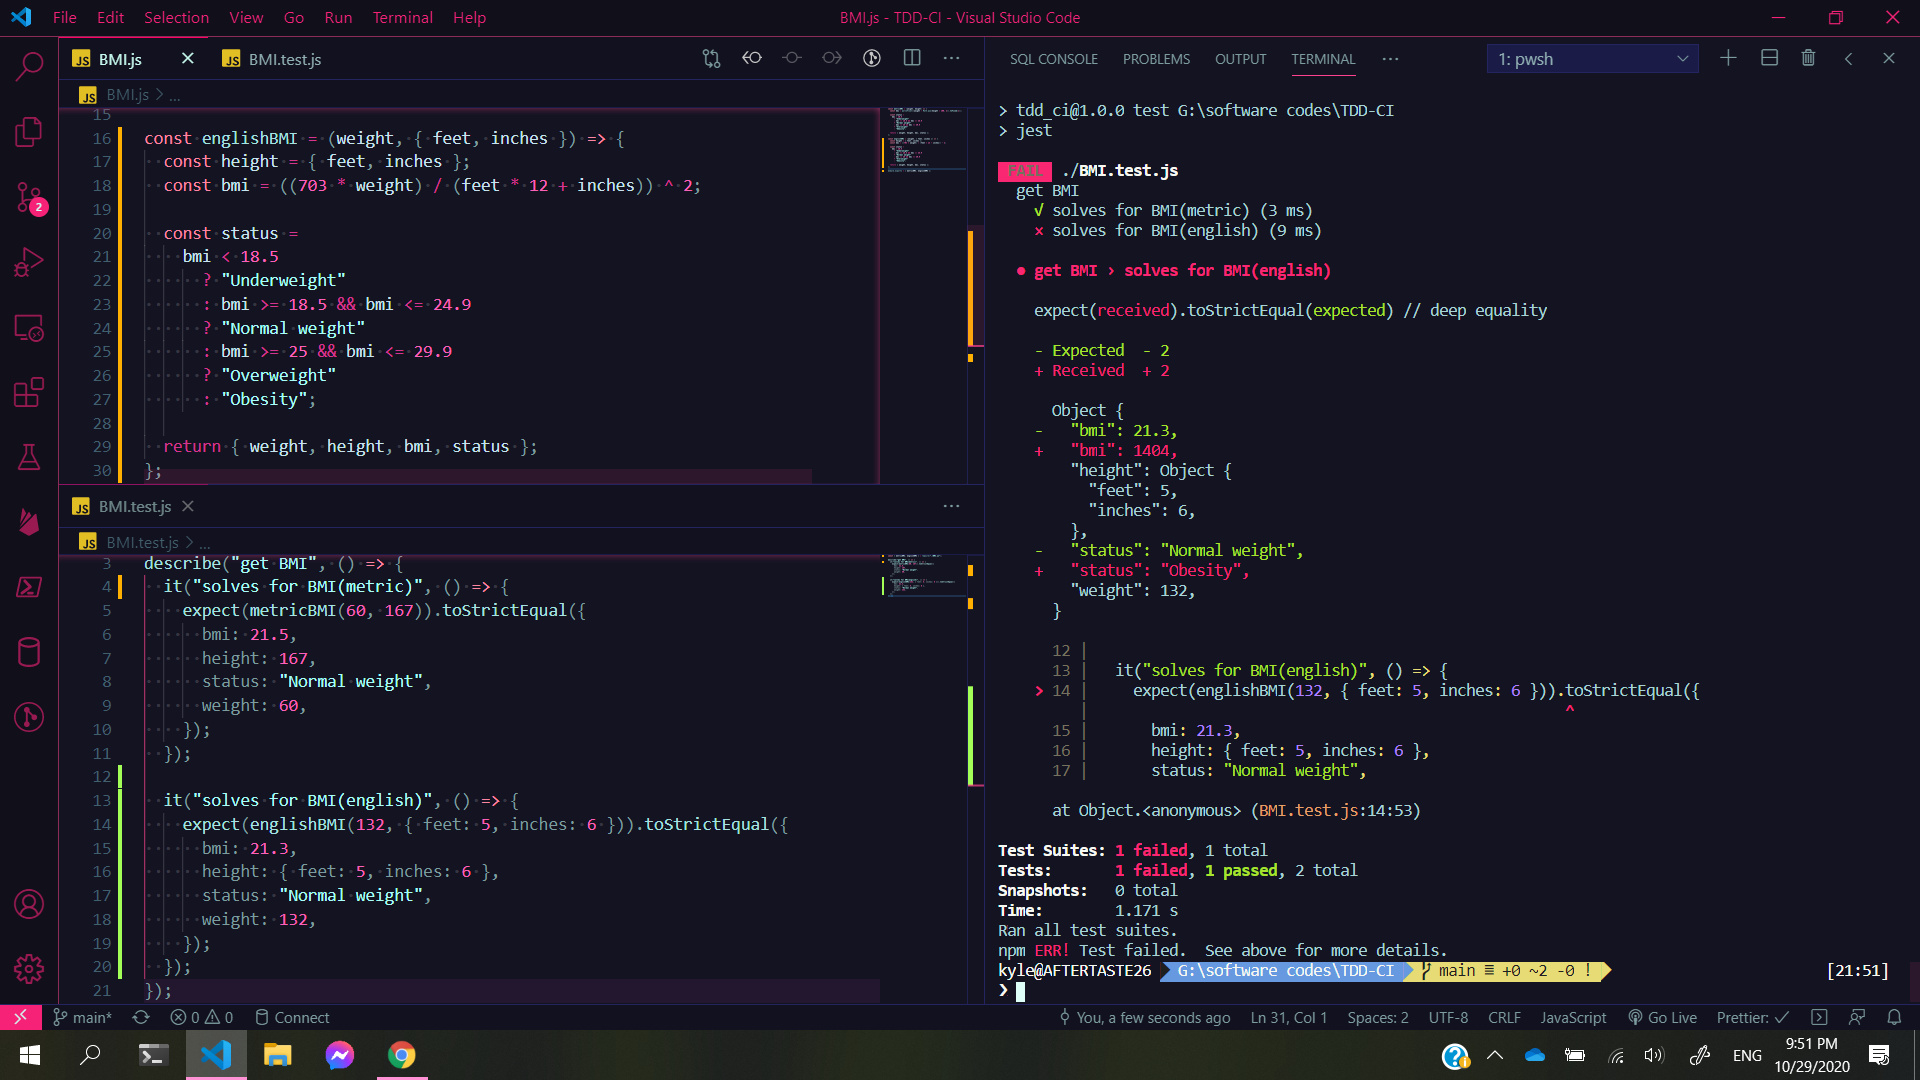 File Edit Selection View Go Run Terminal Help
BMI.js - TDD-CI - Visual Studio Code
JS BMI.js
JS BMI.test.js
JS BMI.js > ...
15
16 const englishBMI = (weight, { feet, inches }) => {
17 const height = { feet, inches };
18 const bmi = ((703 * weight) / (feet * 12 + inches)) ^ 2;
19
20 const status =
21 bmi < 18.5
22 ? "Underweight"
23 : bmi >= 18.5 && bmi <= 24.9
24 ? "Normal weight"
25 : bmi >= 25 && bmi <= 29.9
26 ? "Overweight"
27 : "Obesity";
28
29 return { weight, height, bmi, status };
30 };
JS BMI.test.js
JS BMI.test.js > ...
3 describe("get BMI", () => {
4 it("solves for BMI(metric)", () => {
5 expect(metricBMI(60, 167)).toStrictEqual({
6 bmi: 21.5,
7 height: 167,
8 status: "Normal weight",
9 weight: 60,
10 });
11 });
12
13 it("solves for BMI(english)", () => {
14 expect(englishBMI(132, { feet: 5, inches: 6 })).toStrictEqual({
15 bmi: 21.3,
16 height: { feet: 5, inches: 6 },
17 status: "Normal weight",
18 weight: 132,
19 });
20 });
21 });
SQL CONSOLE PROBLEMS OUTPUT TERMINAL ··· 1: pwsh
> tdd_ci@1.0.0 test G:\software codes\TDD-CI
> jest
FAIL ./BMI.test.js
get BMI
√ solves for BMI(metric) (3 ms)
× solves for BMI(english) (9 ms)
● get BMI › solves for BMI(english)
expect(received).toStrictEqual(expected) // deep equality
- Expected - 2
+ Received + 2
Object {
- "bmi": 21.3,
+ "bmi": 1404,
"height": Object {
"feet": 5,
"inches": 6,
},
- "status": "Normal weight",
+ "status": "Obesity",
"weight": 132,
}
12 |
13 | it("solves for BMI(english)", () => {
> 14 | expect(englishBMI(132, { feet: 5, inches: 6 })).toStrictEqual({
| ^
15 | bmi: 21.3,
16 | height: { feet: 5, inches: 6 },
17 | status: "Normal weight",
at Object.<anonymous> (BMI.test.js:14:53)
Test Suites: 1 failed, 1 total
Tests: 1 failed, 1 passed, 2 total
Snapshots: 0 total
Time: 1.171 s
Ran all test suites.
npm ERR! Test failed. See above for more details.
kyle@AFTERTASTE26 G:\software codes\TDD-CI main ≡ +0 ~2 -0 ! [21:51]
❯
2
main* 0 0 Connect
You, a few seconds ago Ln 31, Col 1 Spaces: 2 UTF-8 CRLF JavaScript Go Live Prettier: ✓
ENG
9:51 PM
10/29/2020